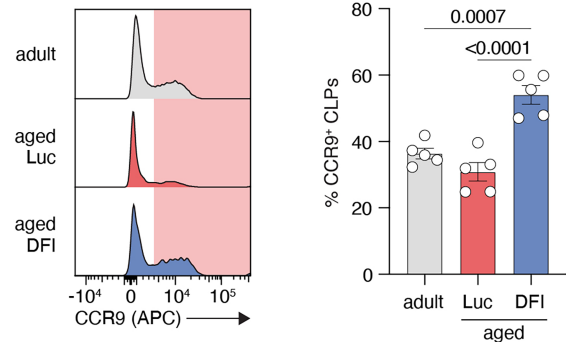 adult
aged
Luc
aged
DFI
-10⁴ 0 10⁴ 10⁵
CCR9 (APC)
0.0007
<0.0001
80
60
40
20
0
% CCR9⁺ CLPs
adult Luc DFI
aged